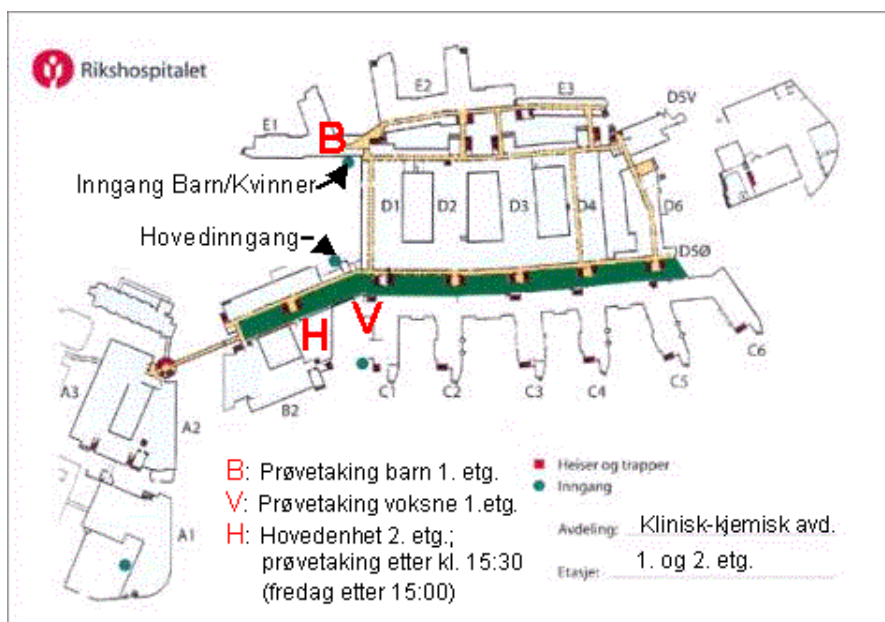 Rikshospitalet
E2
E3
D5V
E1
B
Inngang Barn/Kvinner
D1
D2
D3
D4
D6
Hovedinngang
D5Ø
H
V
C6
A3
C5
C4
C3
C2
C1
B2
A2
A1
B: Prøvetaking barn 1. etg.
V: Prøvetaking voksne 1.etg.
H: Hovedenhet 2. etg.;
prøvetaking etter kl. 15:30
(fredag etter 15:00)
Heiser og trapper
Inngang
Avdeling: Klinisk-kjemisk avd.
Etasje: 1. og 2. etg.